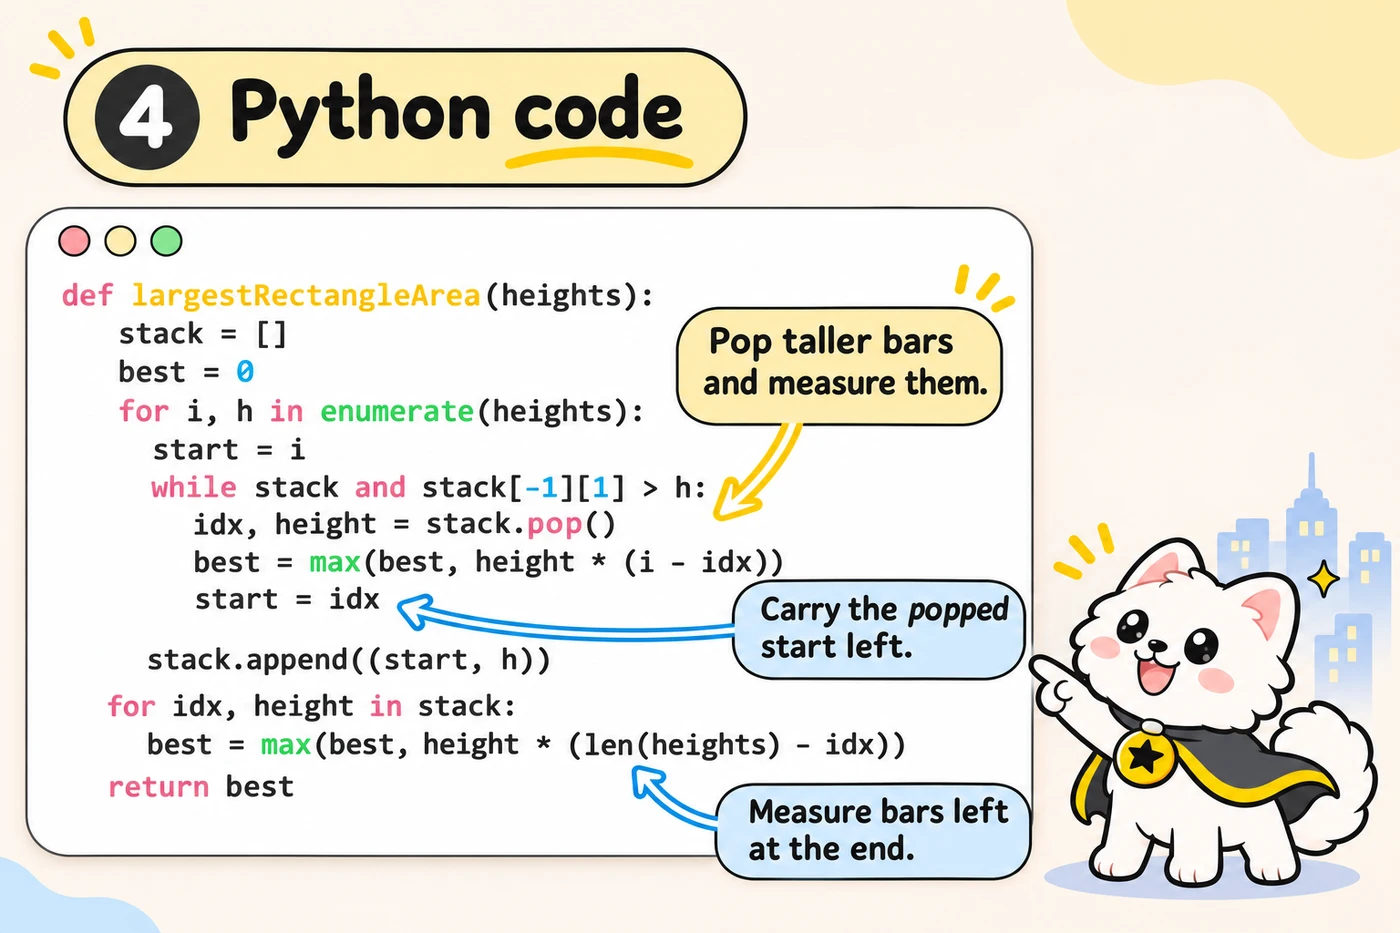 4 Python code
def largestRectangleArea(heights):
stack = []
best = 0
for i, h in enumerate(heights):
start = i
while stack and stack[-1][1] > h:
idx, height = stack.pop()
best = max(best, height * (i - idx))
start = idx
stack.append((start, h))
for idx, height in stack:
best = max(best, height * (len(heights) - idx))
return best
Pop taller bars
and measure them.
Carry the popped
start left.
Measure bars left
at the end.